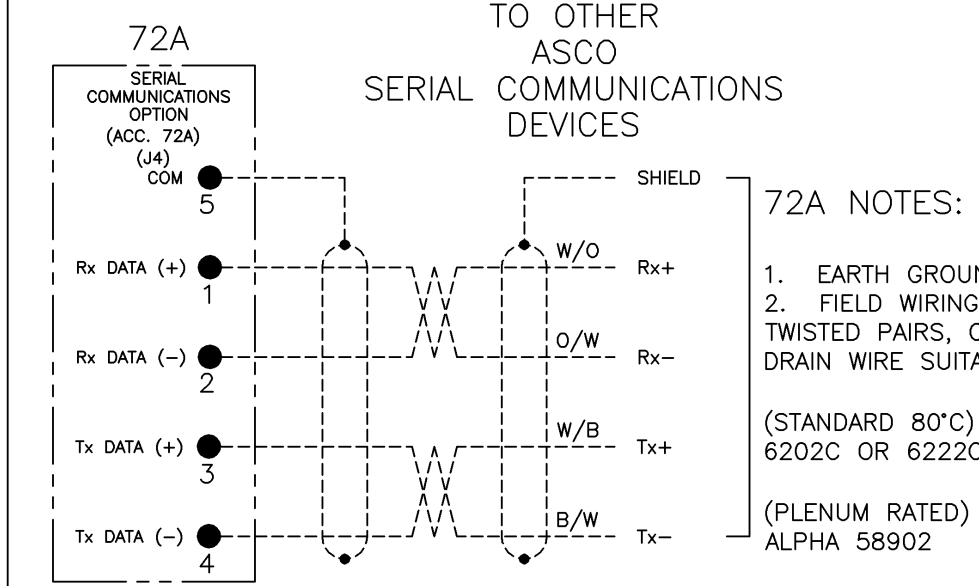 TO OTHER
ASCO
SERIAL COMMUNICATIONS
DEVICES
72A
SERIAL
COMMUNICATIONS
OPTION
(ACC. 72A)
(J4)
COM
5
Rx DATA (+)
1
Rx DATA (-)
2
Tx DATA (+)
3
Tx DATA (-)
4
SHIELD
W/O
Rx+
O/W
Rx-
W/B
Tx+
B/W
Tx-
72A NOTES:
1. EARTH
2. FIELD WIRING
TWISTED PAIRS,
DRAIN WIRE
(STANDARD 80°C)
6202C OR 6222C
(PLENUM RATED)
ALPHA 58902